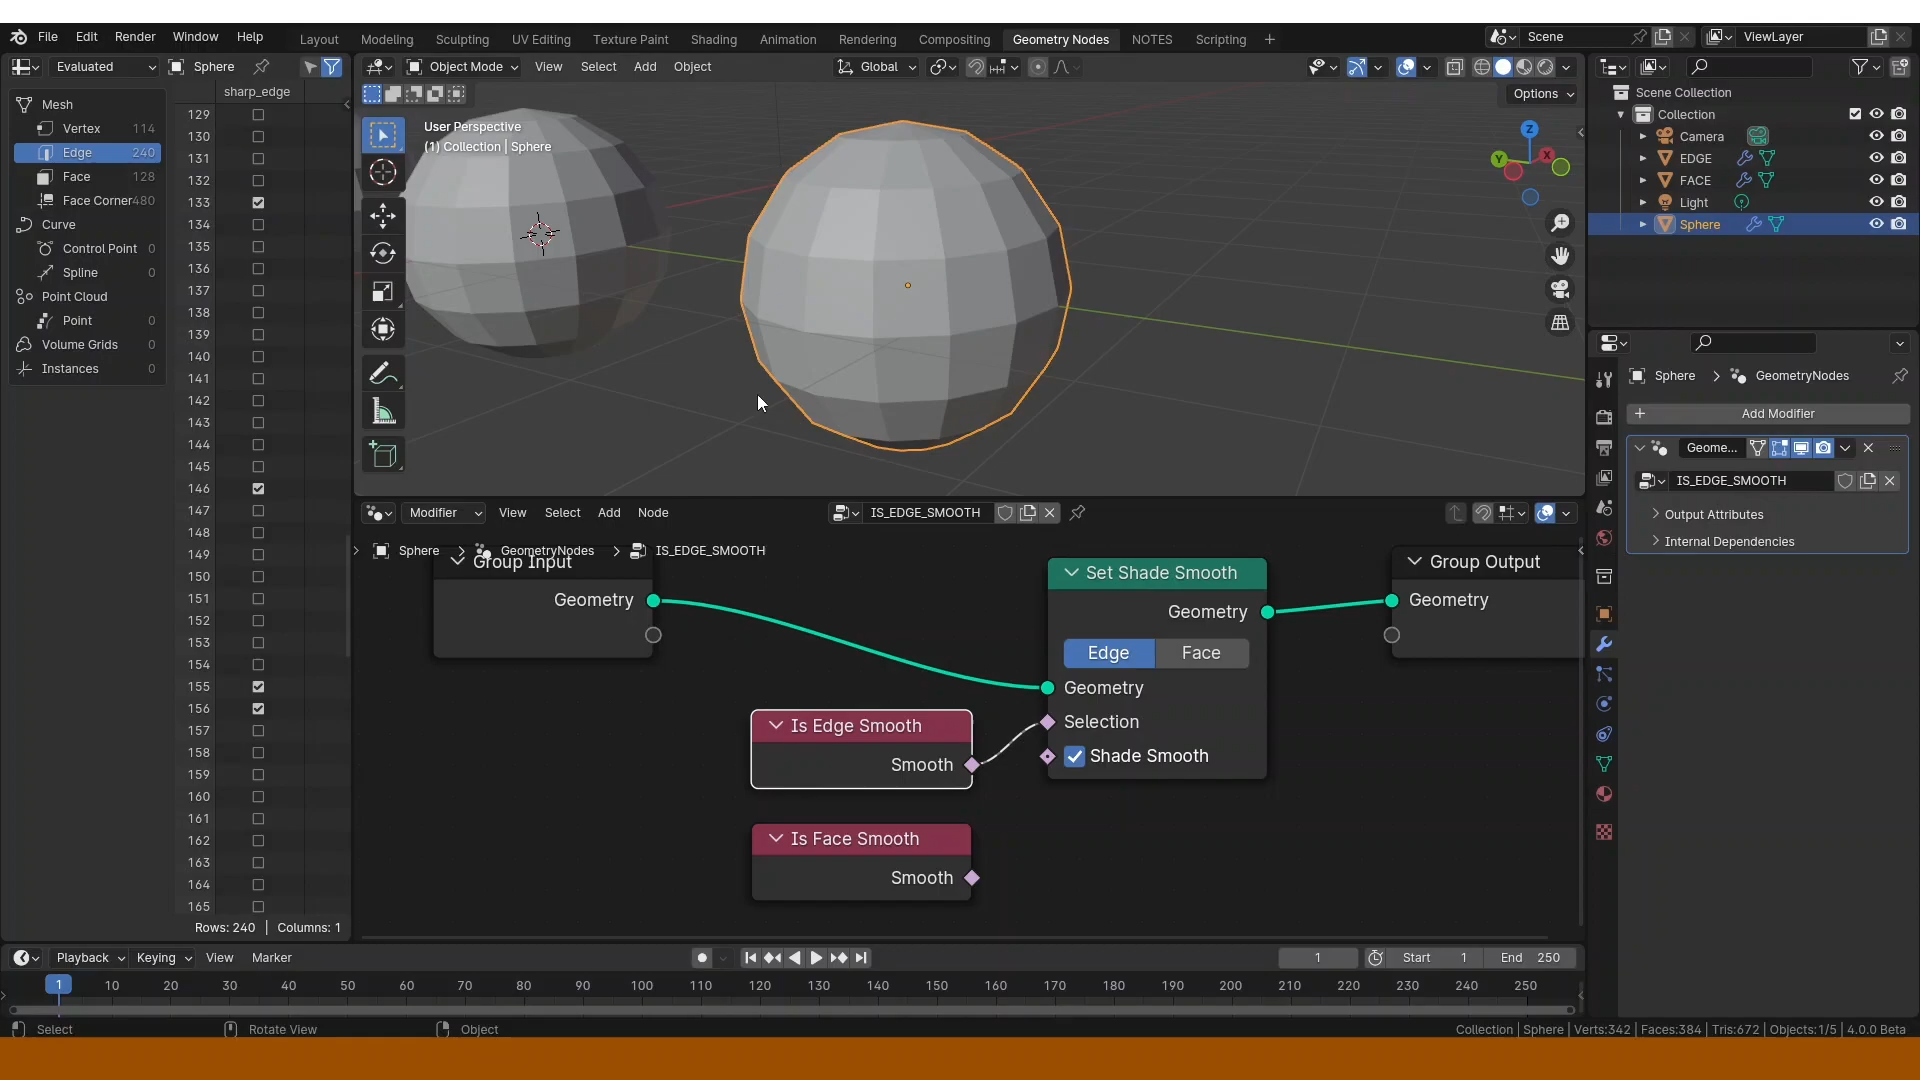 File Edit Render Window Help Layout Modeling Sculpting UV Editing Texture Paint Shading Animation Rendering Compositing Geometry Nodes NOTES Scripting + Scene ViewLayer
Evaluated Sphere
Object Mode View Select Add Object Global
Options
Mesh
Vertex 114
Edge 240
Face 128
Face Corner 480
Curve
Control Point 0
Spline 0
Point Cloud
Point 0
Volume Grids 0
Instances 0
sharp_edge
129
130
131
132
133
134
135
136
137
138
139
140
141
142
143
144
145
146
147
148
149
150
151
152
153
154
155
156
157
158
159
160
161
162
163
164
165
Rows: 240 | Columns: 1
User Perspective
(1) Collection | Sphere
Z
Y
X
Scene Collection
Collection
Camera
EDGE
FACE
Light
Sphere
Sphere > GeometryNodes
+ Add Modifier
Geome...
IS_EDGE_SMOOTH
Output Attributes
Internal Dependencies
Modifier View Select Add Node IS_EDGE_SMOOTH
Sphere > GeometryNodes > IS_EDGE_SMOOTH
Group Input
Geometry
Set Shade Smooth
Geometry
Edge Face
Geometry
Selection
Shade Smooth
Group Output
Geometry
Is Edge Smooth
Smooth
Is Face Smooth
Smooth
Playback Keying View Marker 1 Start 1 End 250
1 10 20 30 40 50 60 70 80 90 100 110 120 130 140 150 160 170 180 190 200 210 220 230 240 250
Select Rotate View Object Collection | Sphere | Verts:342 | Faces:384 | Tris:672 | Objects:1/5 | 4.0.0 Beta